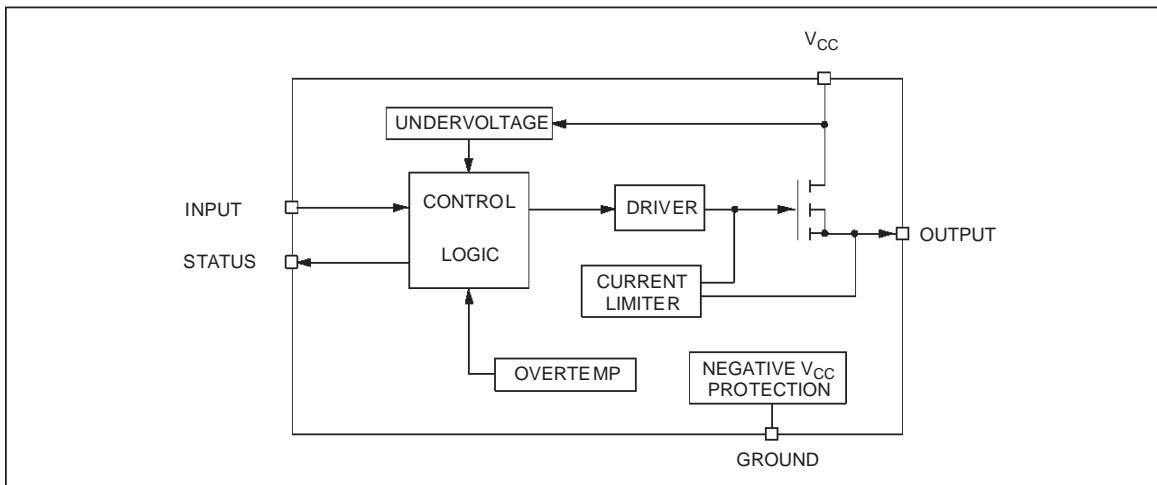 VCC
UNDERVOLTAGE
INPUT
CONTROL
LOGIC
DRIVER
OUTPUT
STATUS
CURRENT
LIMITER
OVERTEMP
NEGATIVE VCC
PROTECTION
GROUND